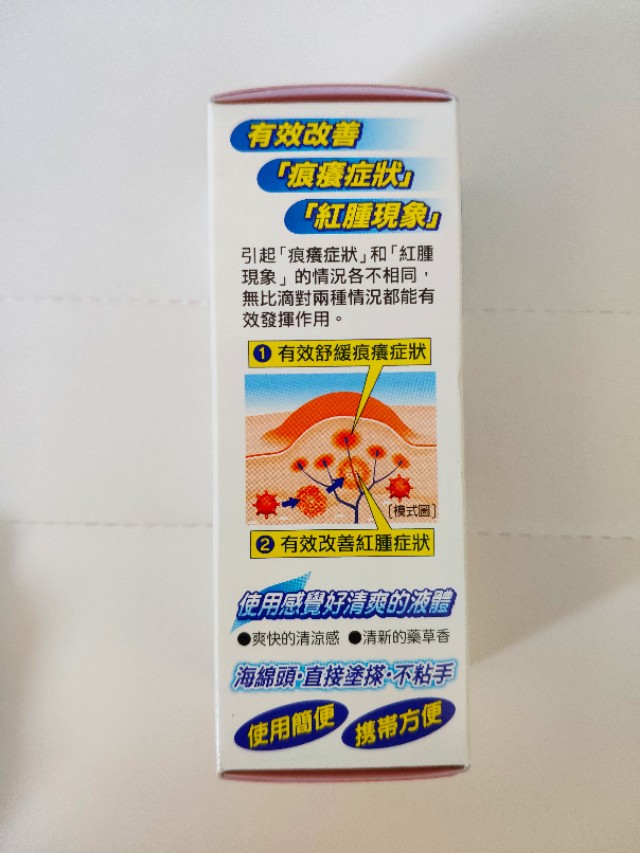 有效改善
「痕癢症狀」
「紅腫現象」
引起「痕癢症狀」和「紅腫
現象」的情況各不相同，
無比滴對兩種情況都能有
效發揮作用。
❶ 有效舒緩痕癢症狀
[模式圖]
❷ 有效改善紅腫症狀
使用感覺好清爽的液體
●爽快的清涼感 ●清新的藥草香
海綿頭·直接塗搽·不粘手
使用簡便 攜帶方便